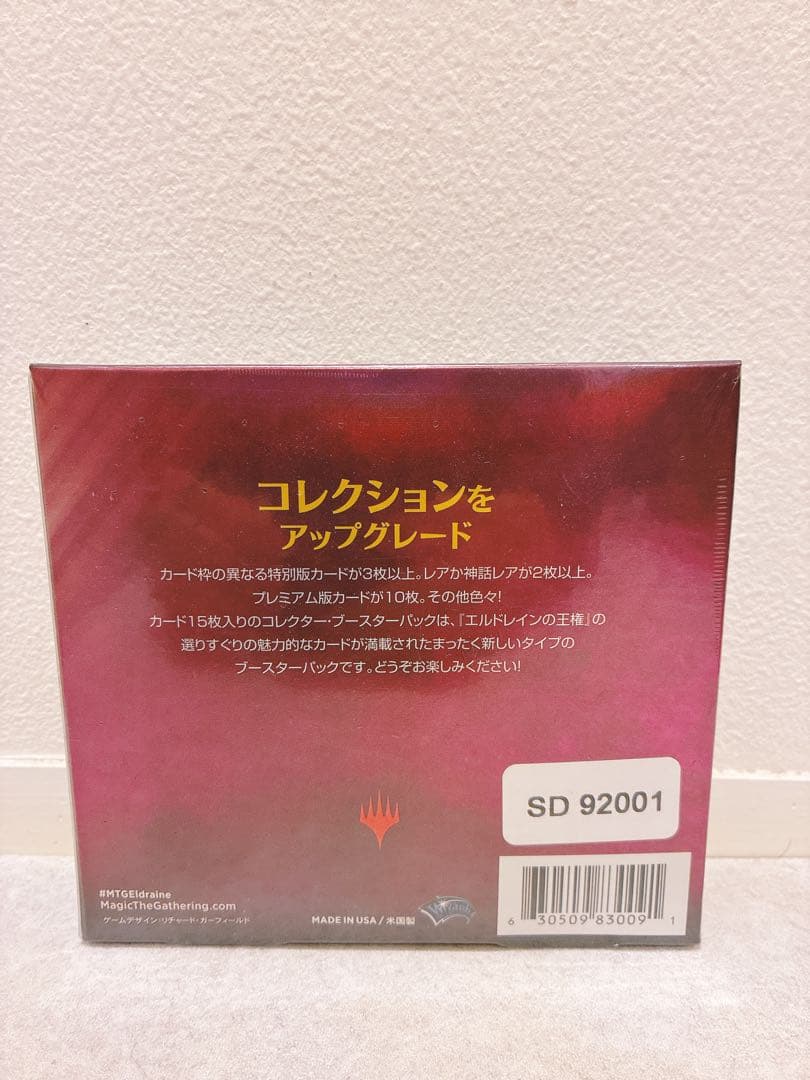 コレクションを
アップグレード
カード枠の異なる特別版カードが3枚以上。レアか神話レアが2枚以上。
プレミアム版カードが10枚。その他色々!
カード15枚入りのコレクター・ブースターパックは、『エルドレインの王権』の
選りすぐりの魅力的なカードが満載されたまったく新しいタイプの
ブースターパックです。どうぞお楽しみください!
SD 92001
#MTGEldraine
MagicTheGathering.com
ゲームデザイン・リチャード・ガーフィールド
MADE IN USA / 米国製
Wizards
6 30509 83009 1